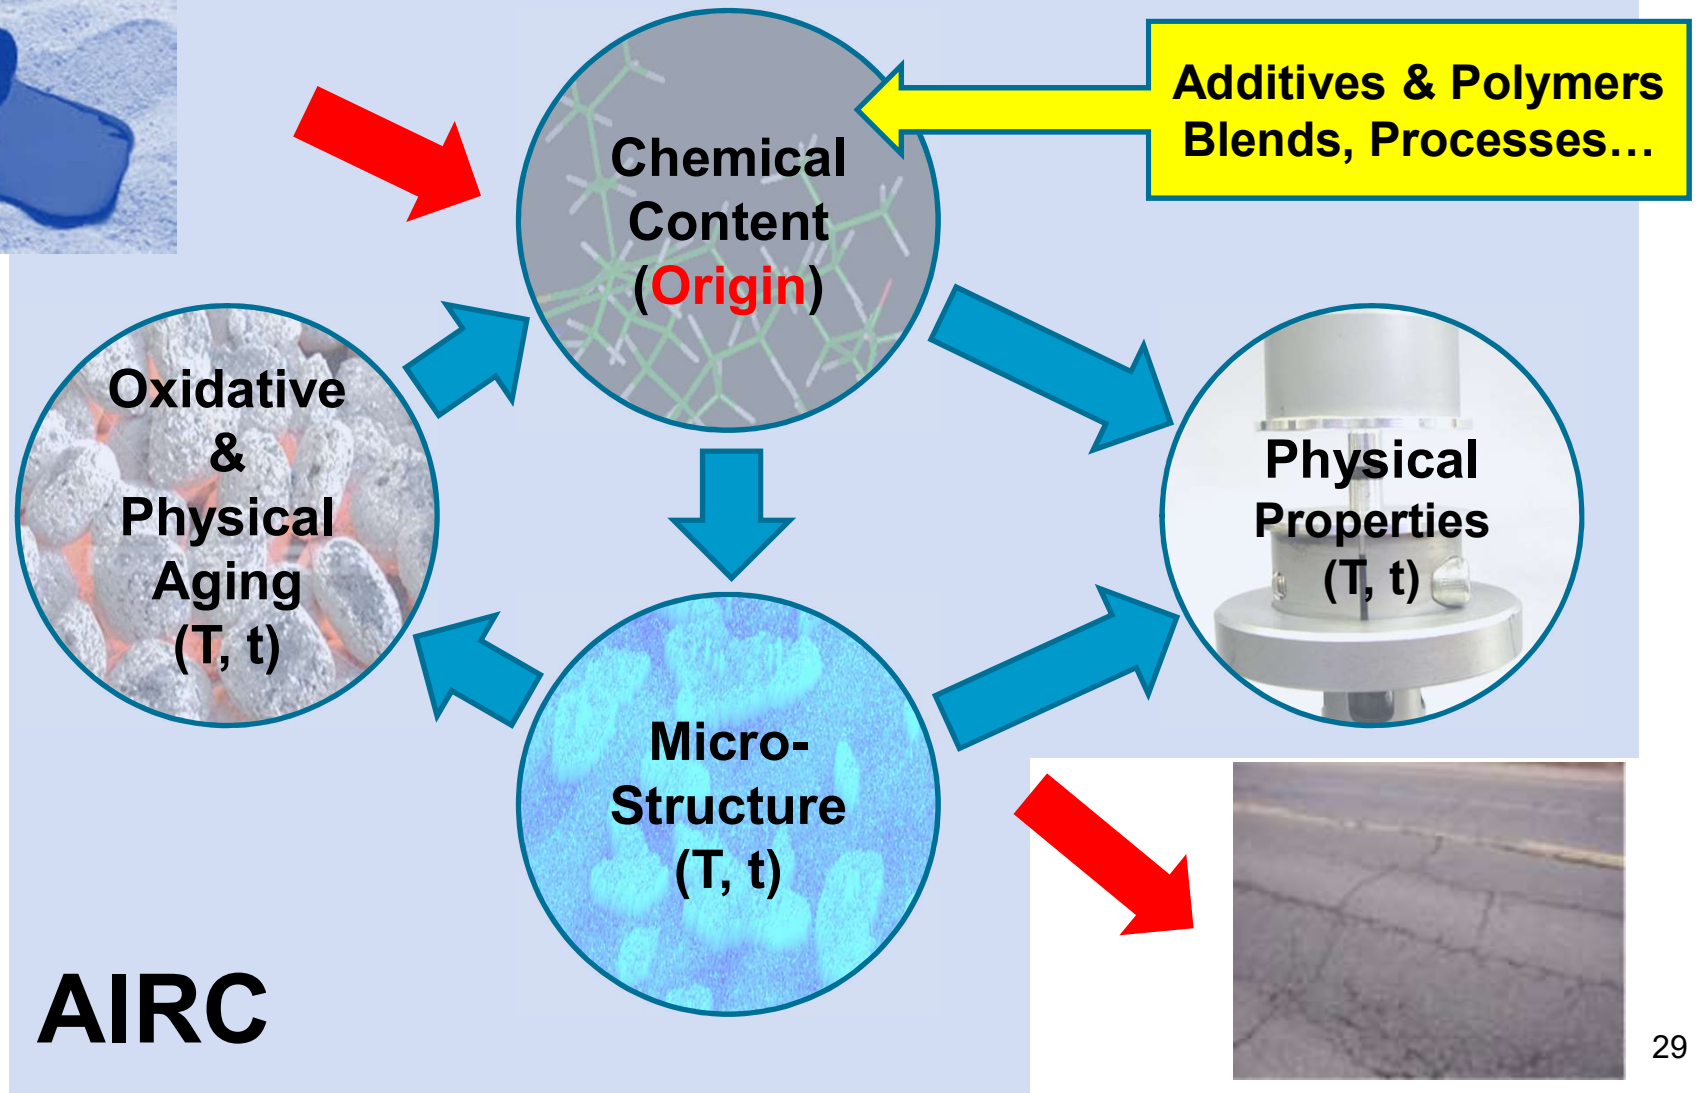 Additives & Polymers
Blends, Processes…
Chemical
Content
(Origin)
Oxidative
&
Physical
Aging
(T, t)
Physical
Properties
(T, t)
Micro-
Structure
(T, t)
AIRC
29